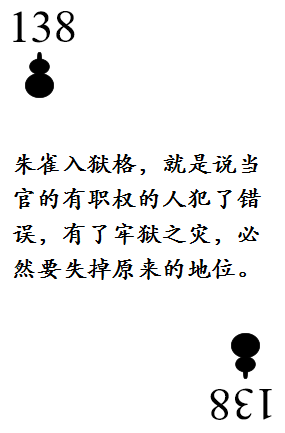 138
朱雀入狱格，就是说当
官的有职权的人犯了错
误，有了牢狱之灾，必
然要失掉原来的地位。
138